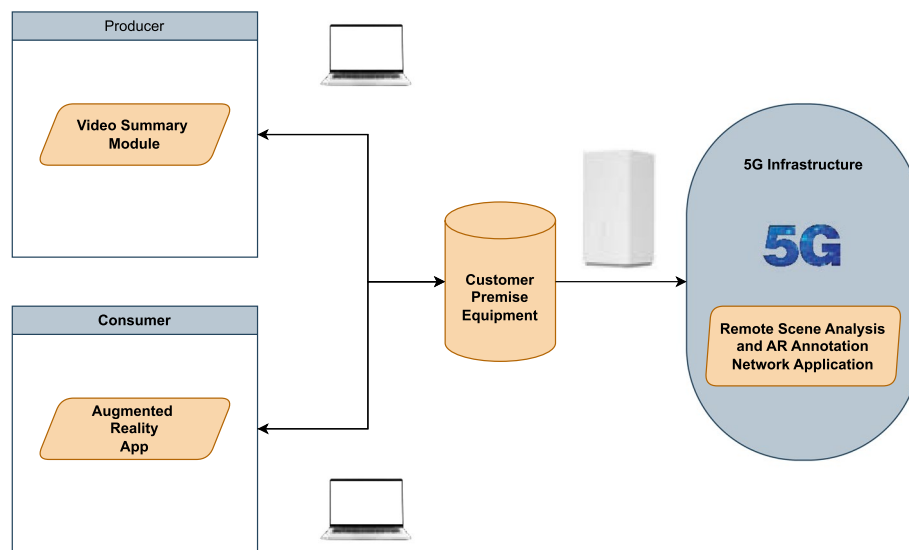 Producer
Video Summary
Module
Consumer
Augmented
Reality
App
Customer
Premise
Equipment
5G Infrastructure
5G
Remote Scene Analysis
and AR Annotation
Network Application